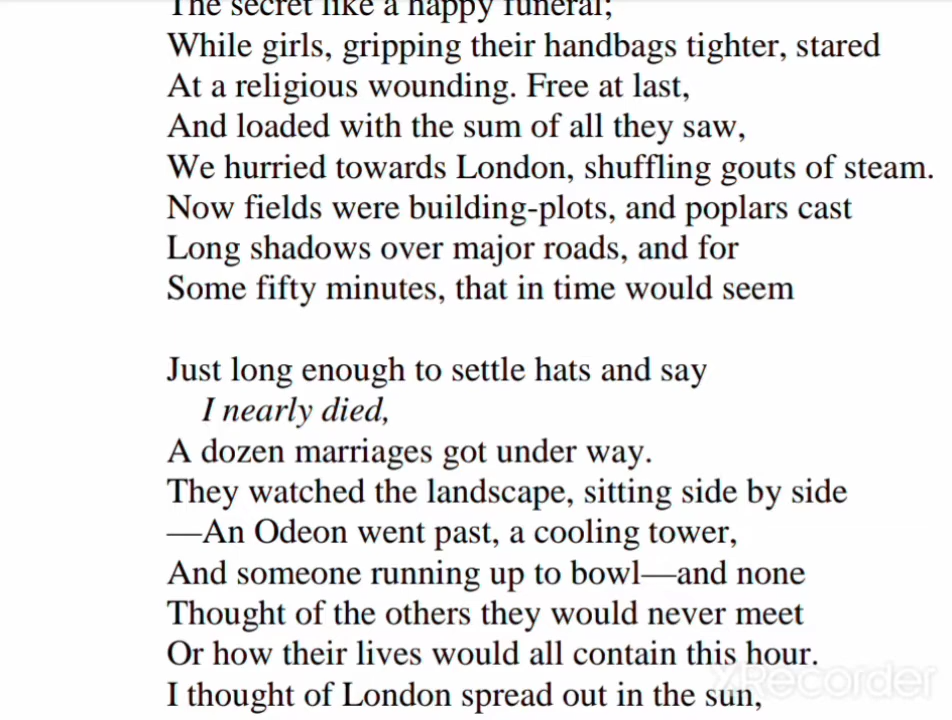 The secret like a happy funeral;
While girls, gripping their handbags tighter, stared
At a religious wounding. Free at last,
And loaded with the sum of all they saw,
We hurried towards London, shuffling gouts of steam.
Now fields were building-plots, and poplars cast
Long shadows over major roads, and for
Some fifty minutes, that in time would seem
Just long enough to settle hats and say
I nearly died,
A dozen marriages got under way.
They watched the landscape, sitting side by side
—An Odeon went past, a cooling tower,
And someone running up to bowl—and none
Thought of the others they would never meet
Or how their lives would all contain this hour.
I thought of London spread out in the sun,
XRecorder